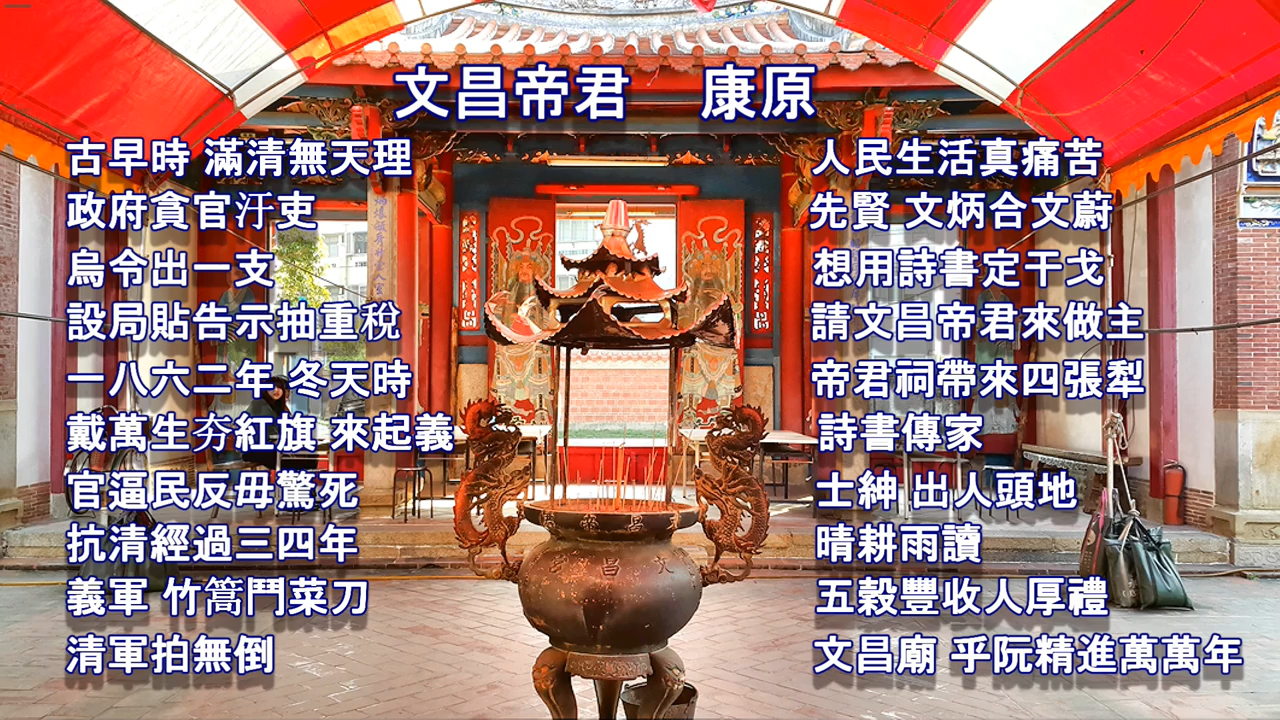 文昌帝君 康原
古早時 滿清無天理
政府貪官汙吏
烏令出一支
設局貼告示抽重稅
一八六二年 冬天時
戴萬生夯紅旗 來起義
官逼民反毋驚死
抗清經過三四年
義軍 竹篙鬥菜刀
清軍拍無倒
人民生活真痛苦
先賢 文炳合文蔚
想用詩書定干戈
請文昌帝君來做主
帝君祠帶來四張犁
詩書傳家
士紳 出人頭地
晴耕雨讀
五穀豐收人厚禮
文昌廟 乎阮精進萬萬年